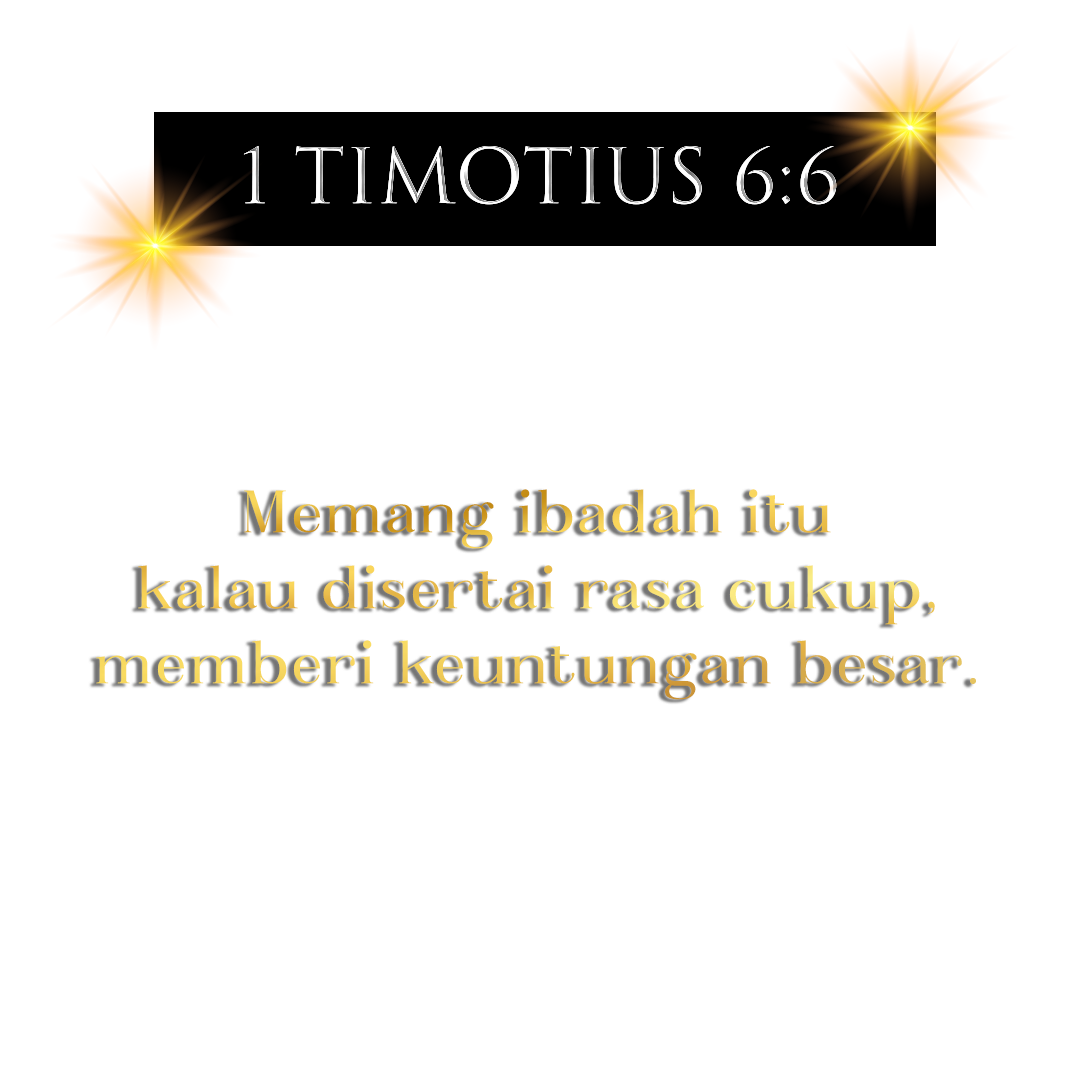 1 TIMOTIUS 6:6
Memang ibadah itu
kalau disertai rasa cukup,
memberi keuntungan besar.